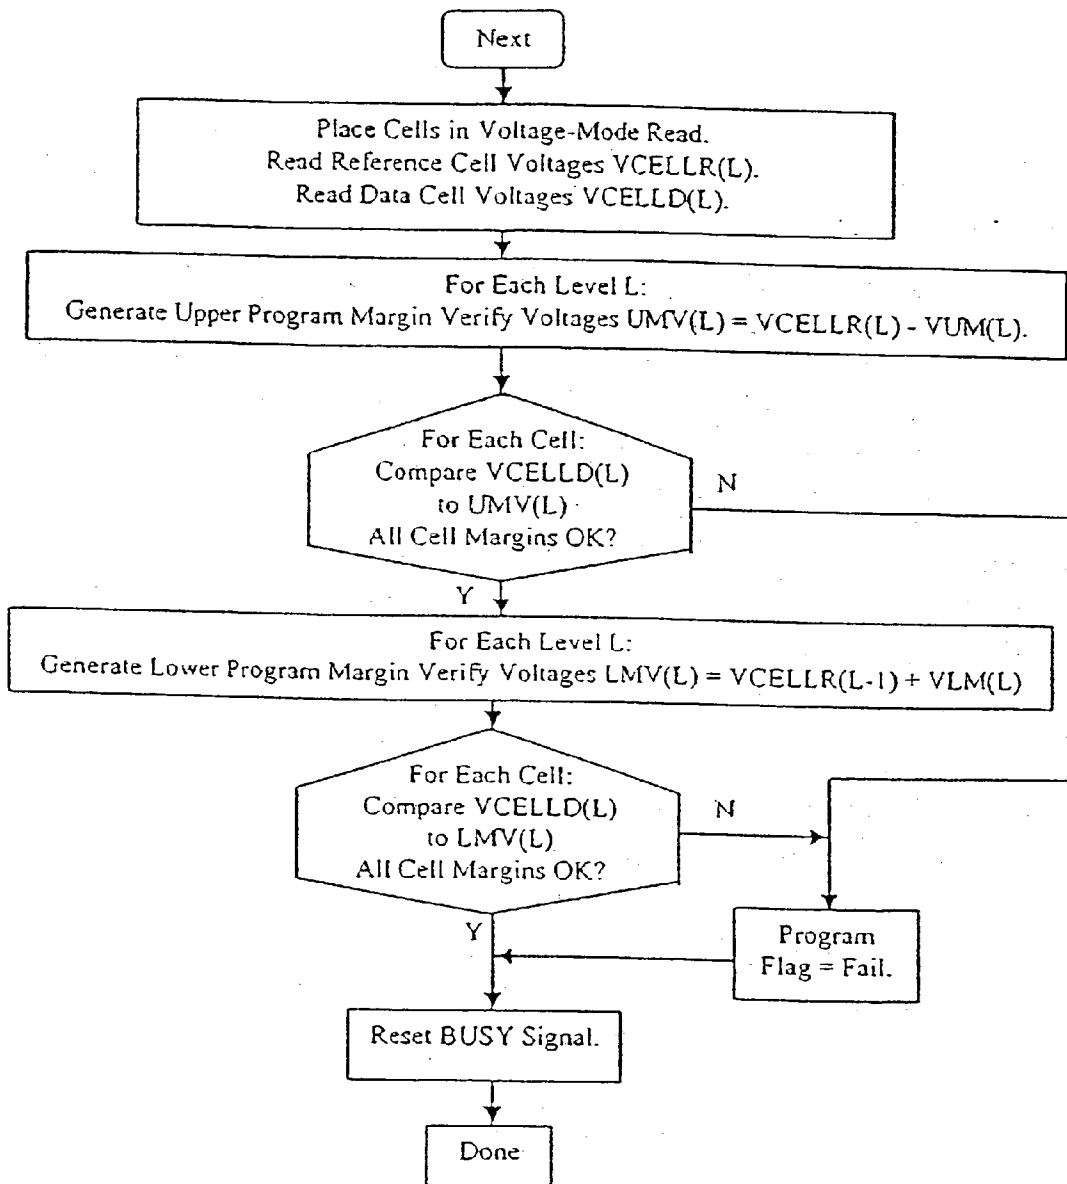 Next
Place Cells in Voltage-Mode Read.
Read Reference Cell Voltages VCELLR(L).
Read Data Cell Voltages VCELLD(L).
For Each Level L:
Generate Upper Program Margin Verify Voltages UMV(L) = VCELLR(L) - VUM(L).
For Each Cell:
Compare VCELLD(L)
to UMV(L)
All Cell Margins OK?
N
Y
For Each Level L:
Generate Lower Program Margin Verify Voltages LMV(L) = VCELLR(L-1) + VLM(L)
For Each Cell:
Compare VCELLD(L)
to LMV(L)
All Cell Margins OK?
N
Y
Program
Flag = Fail.
Reset BUSY Signal.
Done